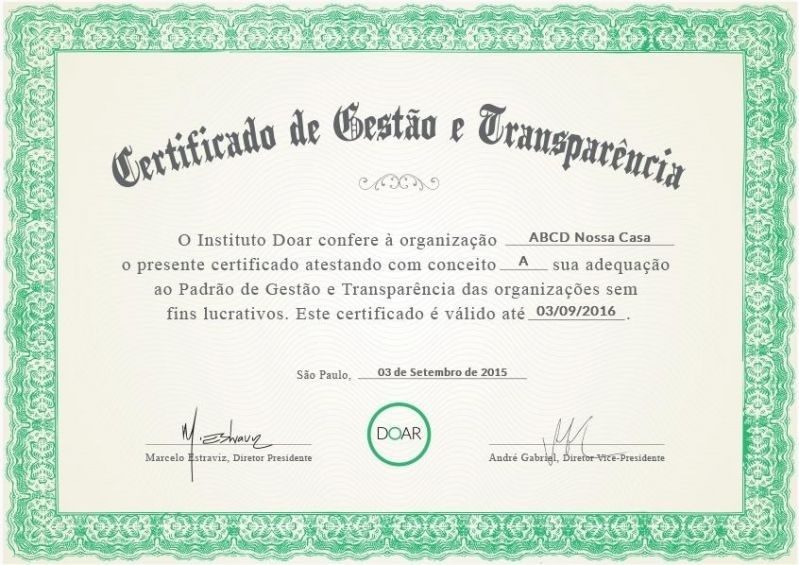 Certificado de Gestão e Transparência
O Instituto Doar confere à organização ABCD Nossa Casa
o presente certificado atestando com conceito A sua adequação
ao Padrão de Gestão e Transparência das organizações sem
fins lucrativos. Este certificado é válido até 03/09/2016.
São Paulo, 03 de Setembro de 2015
M. Estraviz
DOAR
Marcelo Estraviz, Diretor Presidente
André Gabriel, Diretor Vice-Presidente